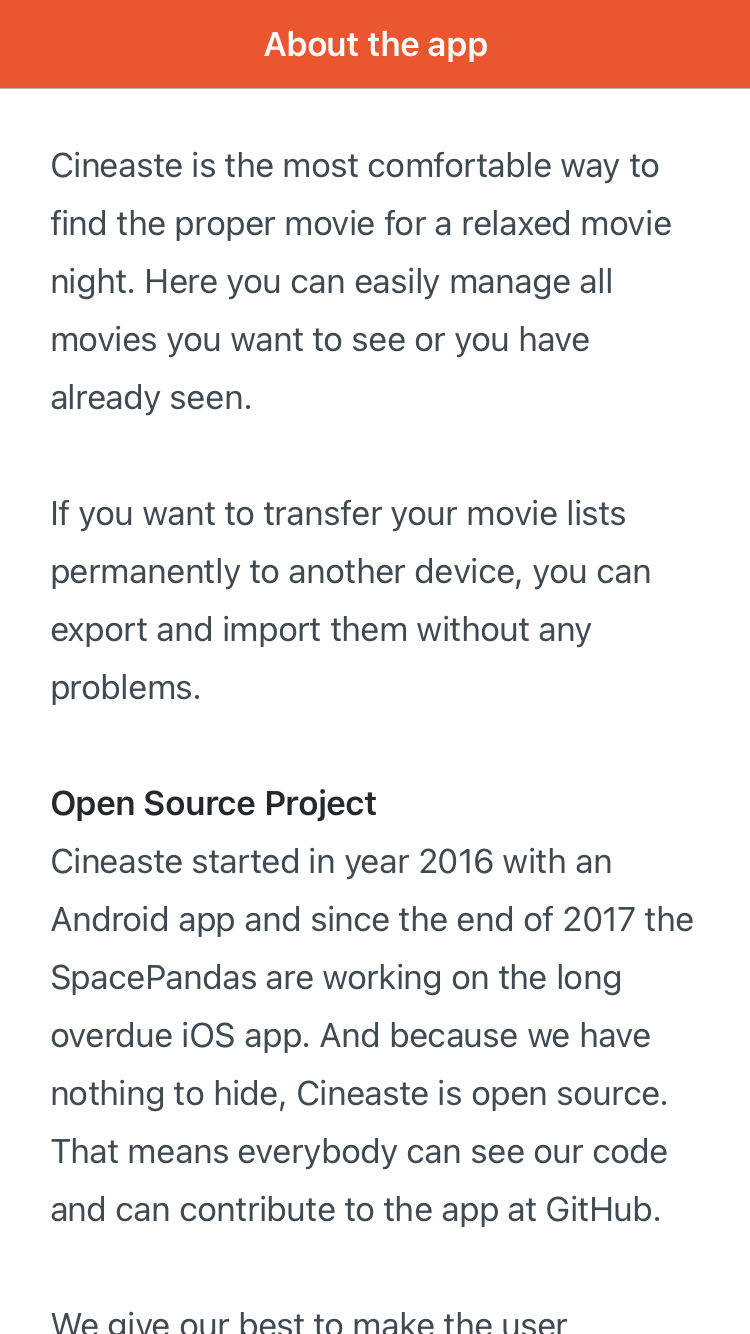 About the app
Cineaste is the most comfortable way to
find the proper movie for a relaxed movie
night. Here you can easily manage all
movies you want to see or you have
already seen.
If you want to transfer your movie lists
permanently to another device, you can
export and import them without any
problems.
Open Source Project
Cineaste started in year 2016 with an
Android app and since the end of 2017 the
SpacePandas are working on the long
overdue iOS app. And because we have
nothing to hide, Cineaste is open source.
That means everybody can see our code
and can contribute to the app at GitHub.
We give our best to make the user